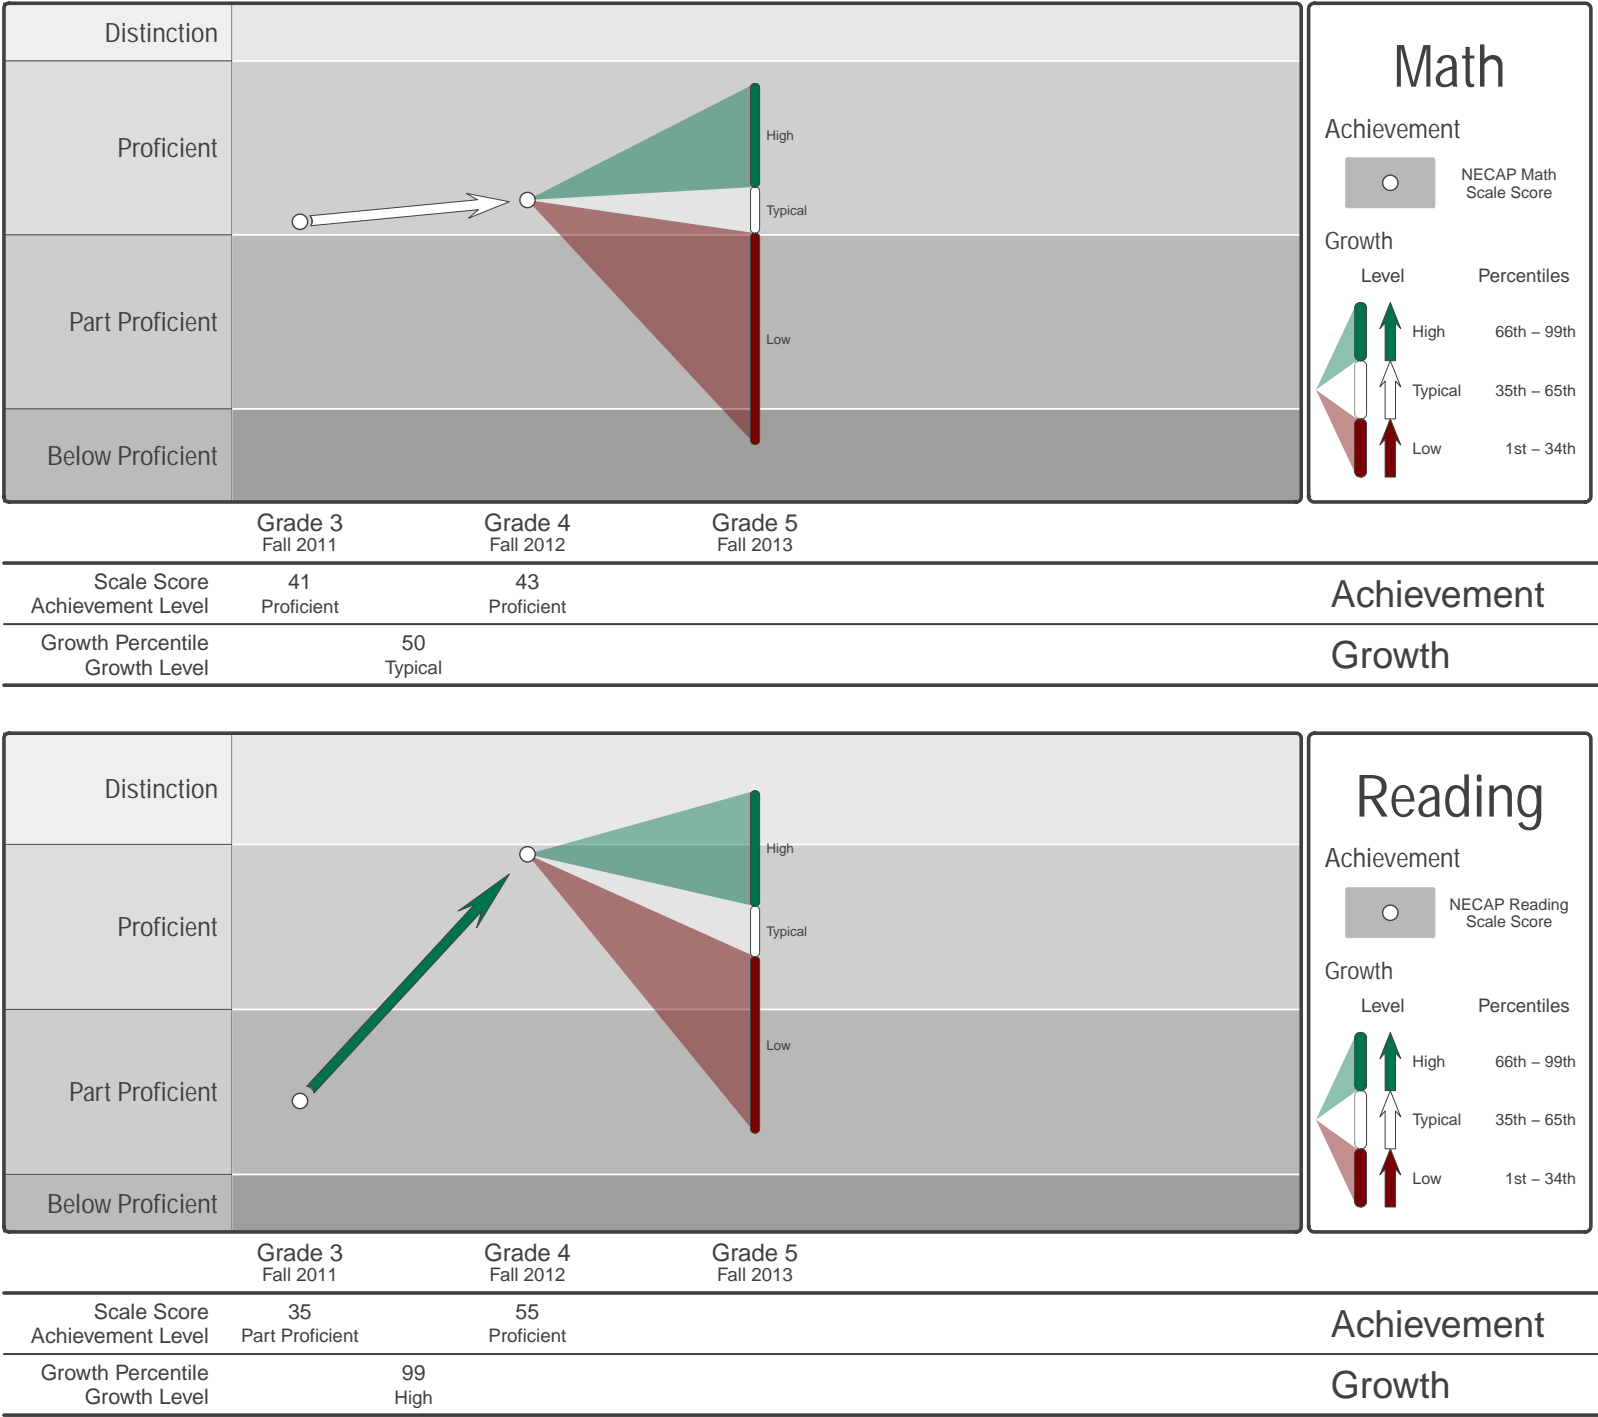 Distinction
Proficient
Part Proficient
Below Proficient
High
Typical
Low
Math
Achievement
NECAP Math
Scale Score
Growth
Level Percentiles
High 66th – 99th
Typical 35th – 65th
Low 1st – 34th
Grade 3 Grade 4 Grade 5
Fall 2011 Fall 2012 Fall 2013
Scale Score 41 43
Achievement Level Proficient Proficient
Achievement
Growth Percentile 50
Growth Level Typical
Growth
Distinction
Proficient
Part Proficient
Below Proficient
High
Typical
Low
Reading
Achievement
NECAP Reading
Scale Score
Growth
Level Percentiles
High 66th – 99th
Typical 35th – 65th
Low 1st – 34th
Grade 3 Grade 4 Grade 5
Fall 2011 Fall 2012 Fall 2013
Scale Score 35 55
Achievement Level Part Proficient Proficient
Achievement
Growth Percentile 99
Growth Level High
Growth